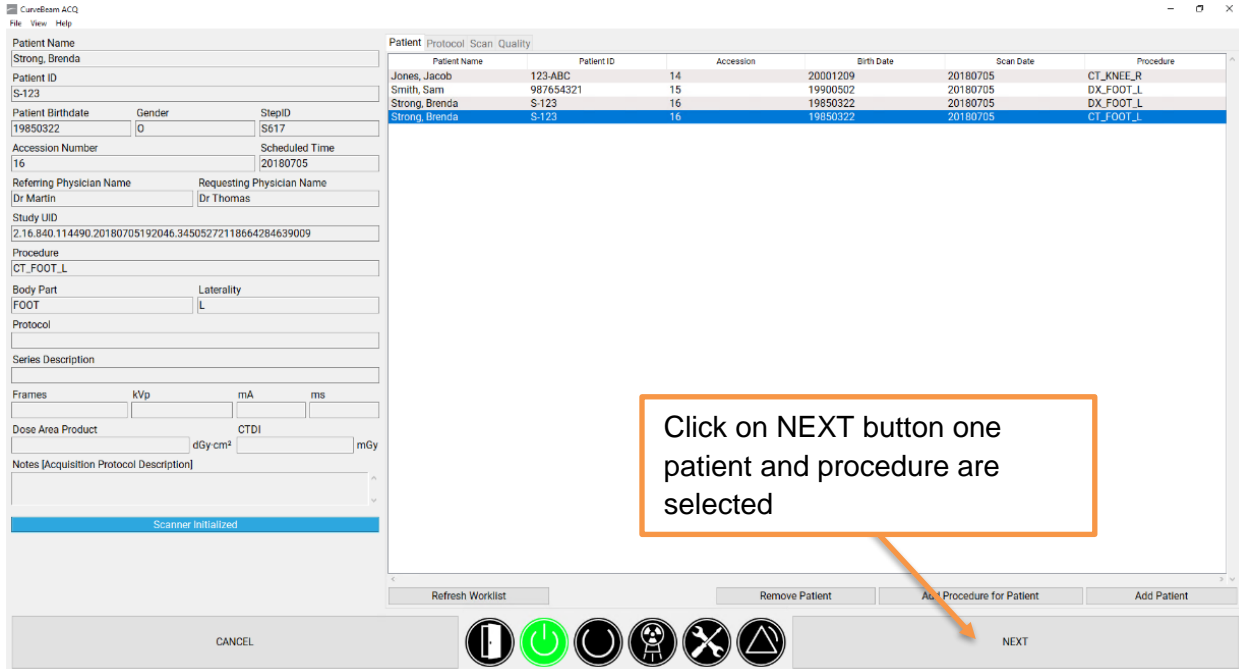 CurveBeam ACQ
File View Help
Patient Name
Strong, Brenda
Patient ID
S-123
Patient Birthdate Gender StepID
19850322 O S617
Accession Number Scheduled Time
16 20180705
Referring Physician Name Requesting Physician Name
Dr Martin Dr Thomas
Study UID
2.16.840.114490.20180705192046.34505272118664284639009
Procedure
CT_FOOT_L
Body Part Laterality
FOOT L
Protocol
Series Description
Frames kVp mA ms
Dose Area Product CTDI
dGy·cm² mGy
Notes [Acquisition Protocol Description]
Scanner Initialized
Patient Protocol Scan Quality
Patient Name Patient ID Accession Birth Date Scan Date Procedure
Jones, Jacob 123-ABC 14 20001209 20180705 CT_KNEE_R
Smith, Sam 987654321 15 19900502 20180705 DX_FOOT_L
Strong, Brenda S-123 16 19850322 20180705 DX_FOOT_L
Strong, Brenda S-123 16 19850322 20180705 CT_FOOT_L
Click on NEXT button one
patient and procedure are
selected
Refresh Worklist Remove Patient Add Procedure for Patient Add Patient
CANCEL NEXT